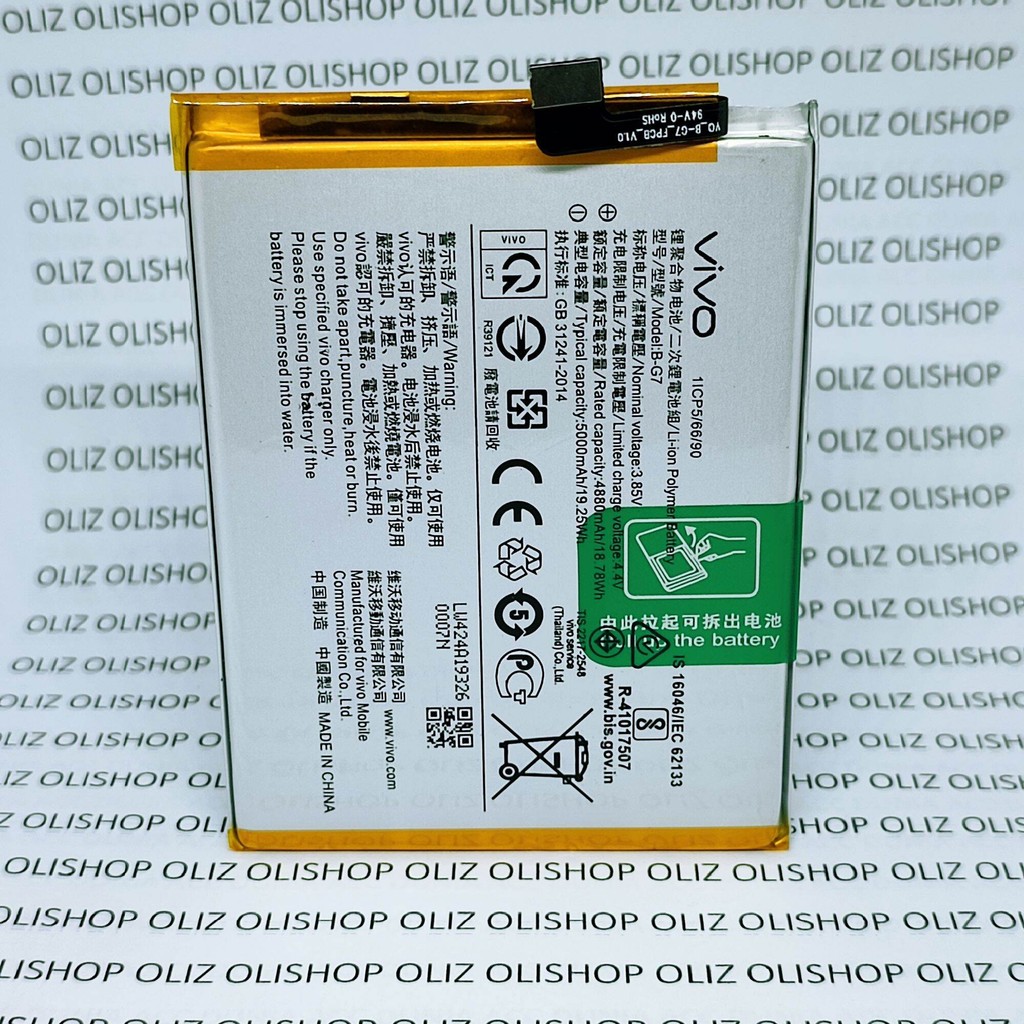 OLIZ OLISHOP OLIZ OLISHOP OLIZ OLISHOP
YO_B-G7_FPCB_V1.0
94V-0 RoHS
vivo
1ICP5/66/90
锂聚合物电池/二次鋰電池組/Li-ion Polymer Battery
型号/型號/Model:B-G7
标称电压/標稱電壓/Nominal voltage:3.85V
充电限制电压/充電限制電壓/Limited charge voltage:4.4V
额定容量/額定電容量/Rated capacity:4880mAh/18.78Wh
典型电容量/Typical capacity:5000mAh/19.25Wh
执行标准:GB 31241-2014
由此拉起可拆出电池
the battery
IS 16046/IEC 62133
R-41017507
www.bis.gov.in
TIS 2217-2548
vivo service
(Thailand) Co.,Ltd.
vivo
ICT
R39121
廢電池請回收
CE
5
警示语/警示語/Warning:
严禁拆卸、挤压、加热或燃烧电池。仅可使用
vivo认可的充电器。电池浸水后禁止使用。
嚴禁拆卸、擠壓、加熱或燃燒電池。僅可使用
vivo認可的充電器。電池浸水後禁止使用。
Do not take apart,puncture,heat or burn.
Use specified vivo charger only.
Please stop using the battery if the
battery is immersed into water.
LW424A19326
0007N
维沃移动通信有限公司
維沃移動通信有限公司 www.vivo.com
Manufactured for vivo Mobile
Communication Co.,Ltd.
中国制造 中國製造 MADE IN CHINA